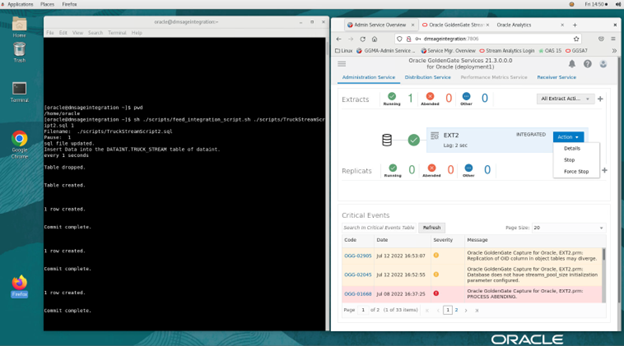 Applications Places Firefox
Fri 14:50
Home
Trash
Terminal
Google
Chrome
Firefox
oracle@dmsageintegration:~
File Edit View Search Terminal Help
[oracle@dmsageintegration ~]$ pwd
/home/oracle
[oracle@dmsageintegration ~]$ sh ./scripts/feed_integration_script.sh ./scripts/TruckStreamScr
ipt2.sql 1
Filename: ./scripts/TruckStreamScript2.sql
Pause: 1
sql file updated.
Insert Data into the DATAINT.TRUCK_STREAM table of dataint.
every 1 seconds
Table dropped.
Table created.
1 row created.
Commit complete.
1 row created.
Commit complete.
1 row created.
Commit complete.
Admin Service Overview
Oracle GoldenGate Strea
Oracle Analytics
dmsageintegration:7006
Linux
GGMA-Admin Service ...
Service Mgr. Overview
Stream Analytics Login
OAS 15
GGSA?
Oracle GoldenGate Services 21.3.0.0.0
for Oracle (deployment1)
Administration Service
Distribution Service
Performance Metrics Service
Receiver Service
Extracts
Running
1
Abended
0
Other
0
All Extract Acti...
EXT2
INTEGRATED
Lag: 2 sec
Action
Details
Stop
Force Stop
Replicats
Running
0
Abended
0
Other
0
Critical Events
Search in Critical Events Table
Refresh
Page Size: 20
Code Date Severity Message
OGG-02905 Jul 12 2022 16:53:07
Oracle GoldenGate Capture for Oracle, EXT2.prm:
Replication of OID column in object tables may diverge.
OGG-02045 Jul 12 2022 16:52:55
Oracle GoldenGate Capture for Oracle, EXT2.prm:
Database does not have streams_pool_size initialization
parameter configured.
OGG-01668 Jul 08 2022 16:37:25
Oracle GoldenGate Capture for Oracle, EXT2.prm:
PROCESS ABENDING.
Page 1 of 2 (1 of 33 items) 1 2
ORACLE